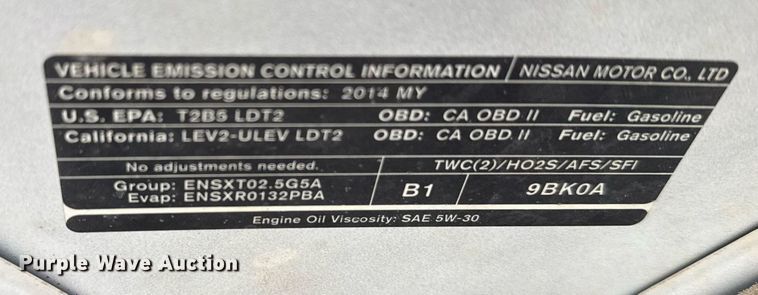 VEHICLE EMISSION CONTROL INFORMATION / NISSAN MOTOR CO., LTD
Conforms to regulations: 2014 MY
U.S. EPA: T2B5 LDT2 OBD: CA OBD II Fuel: Gasoline
California: LEV2-ULEV LDT2 OBD: CA OBD II Fuel: Gasoline
No adjustments needed. TWC(2)/HO2S/AFS/SFI
Group: ENSXT02.5G5A B1 9BK0A
Evap: ENSXR0132PBA
Engine Oil Viscosity: SAE 5W-30
Purple Wave Auction